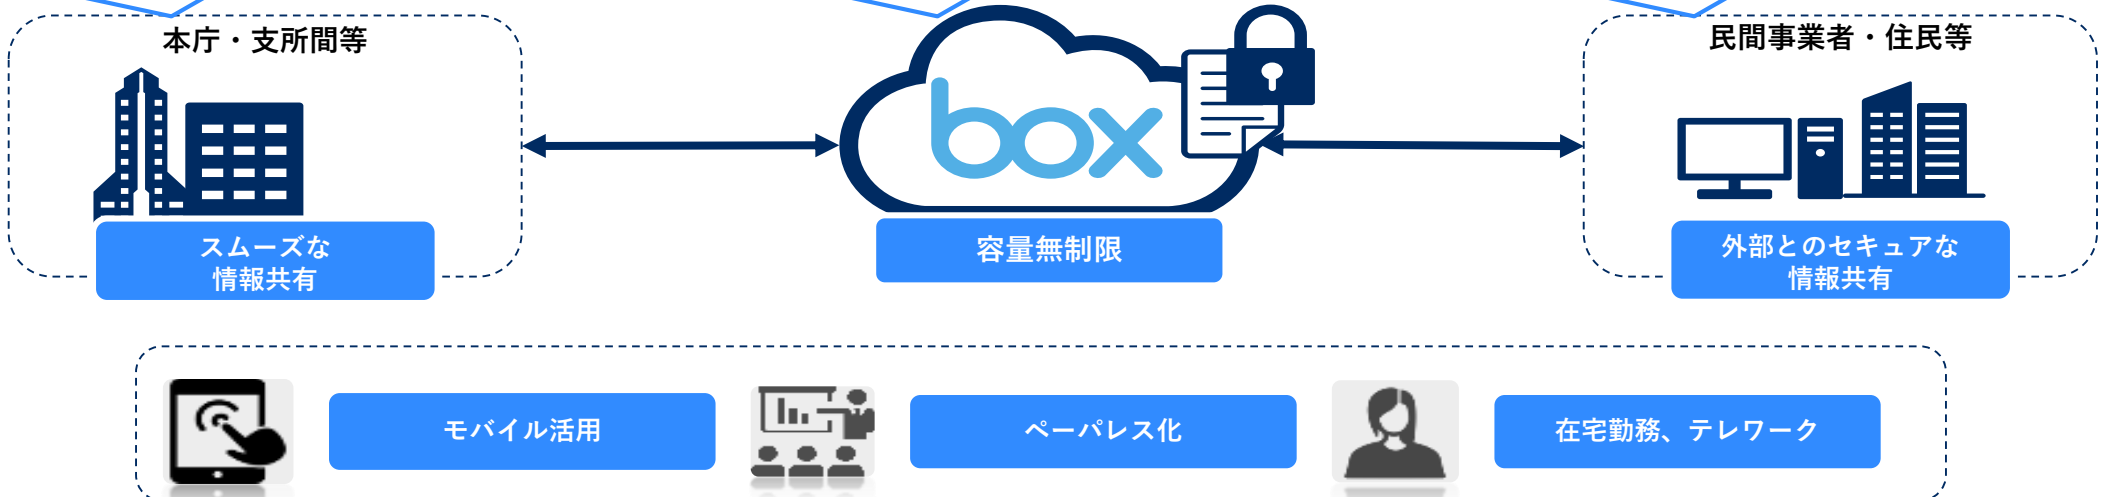 本庁・支所間等
box
民間事業者・住民等
スムーズな
情報共有
容量無制限
外部とのセキュアな
情報共有
モバイル活用
ペーパレス化
在宅勤務、テレワーク